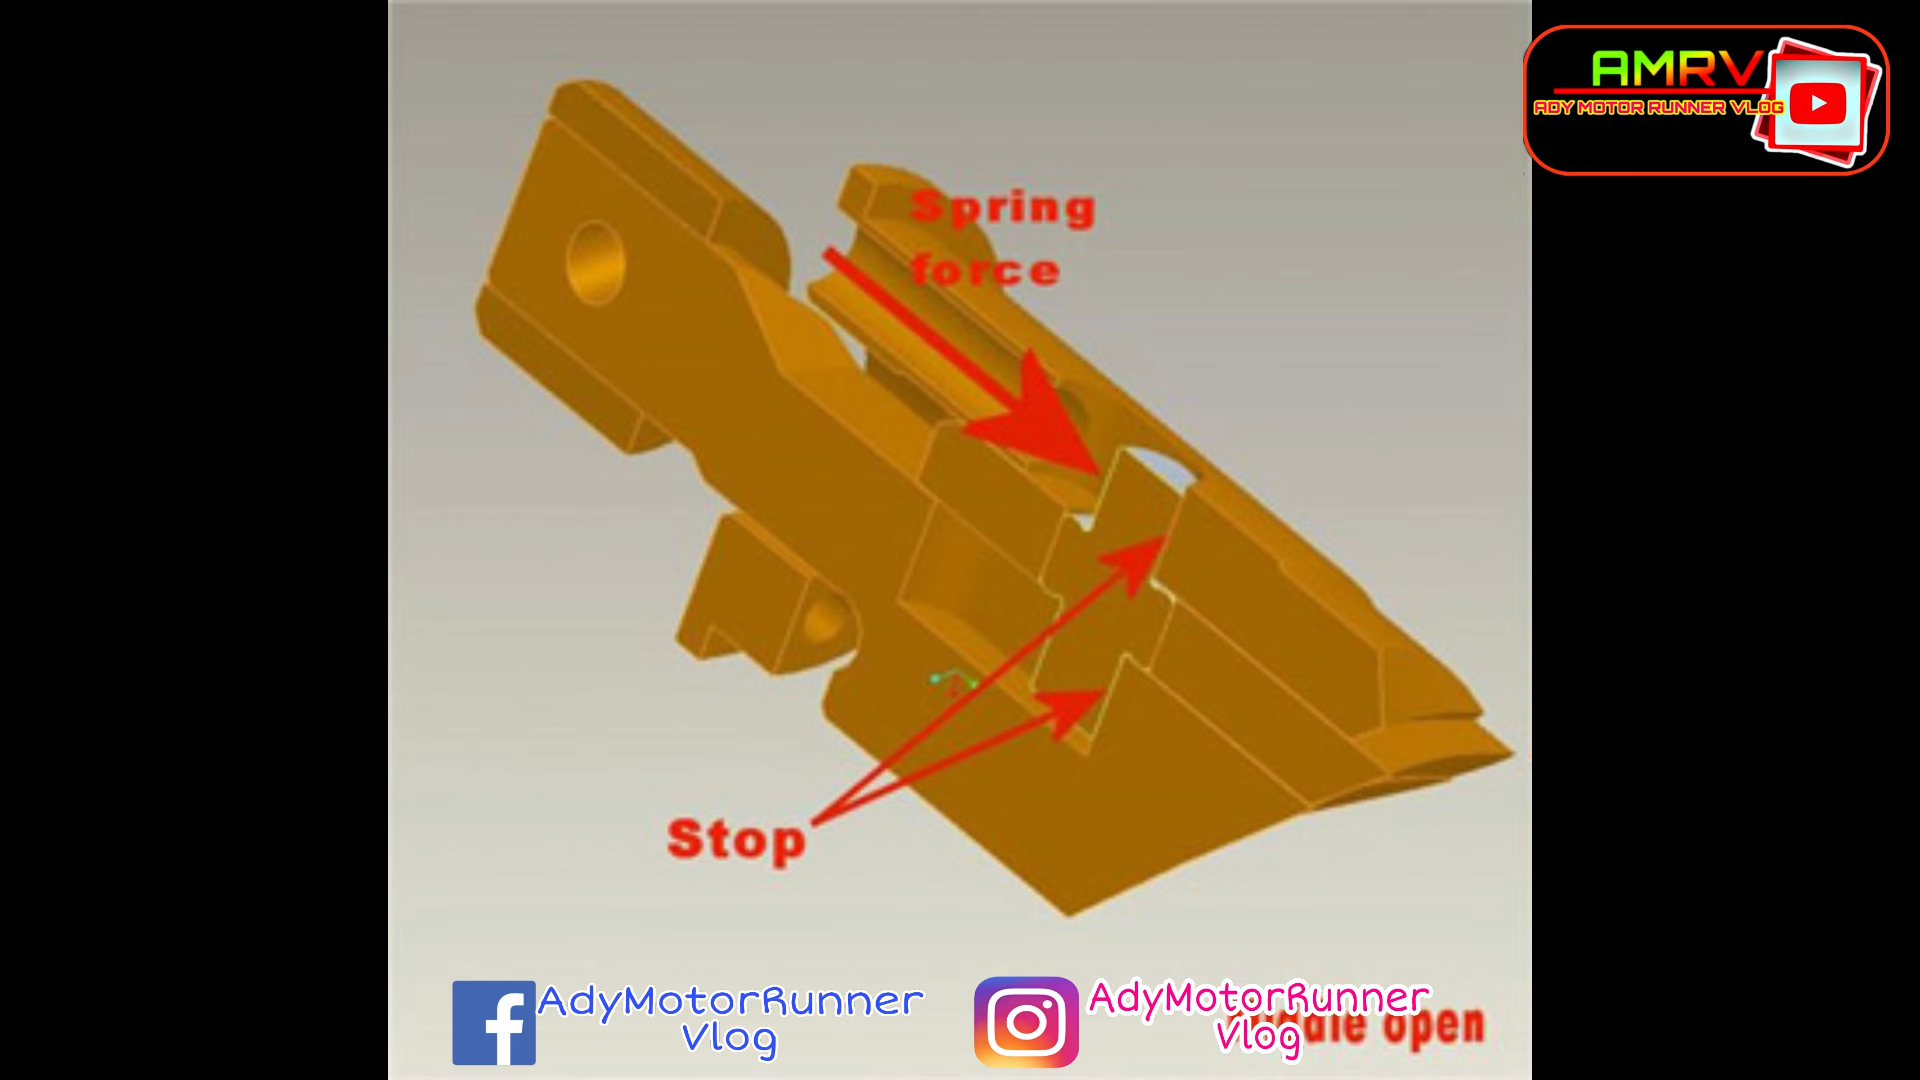 AMRV
ADY MOTOR RUNNER VLOG
Spring
force
Stop
AdyMotorRunner
Vlog
AdyMotorRunner
Vlog
open